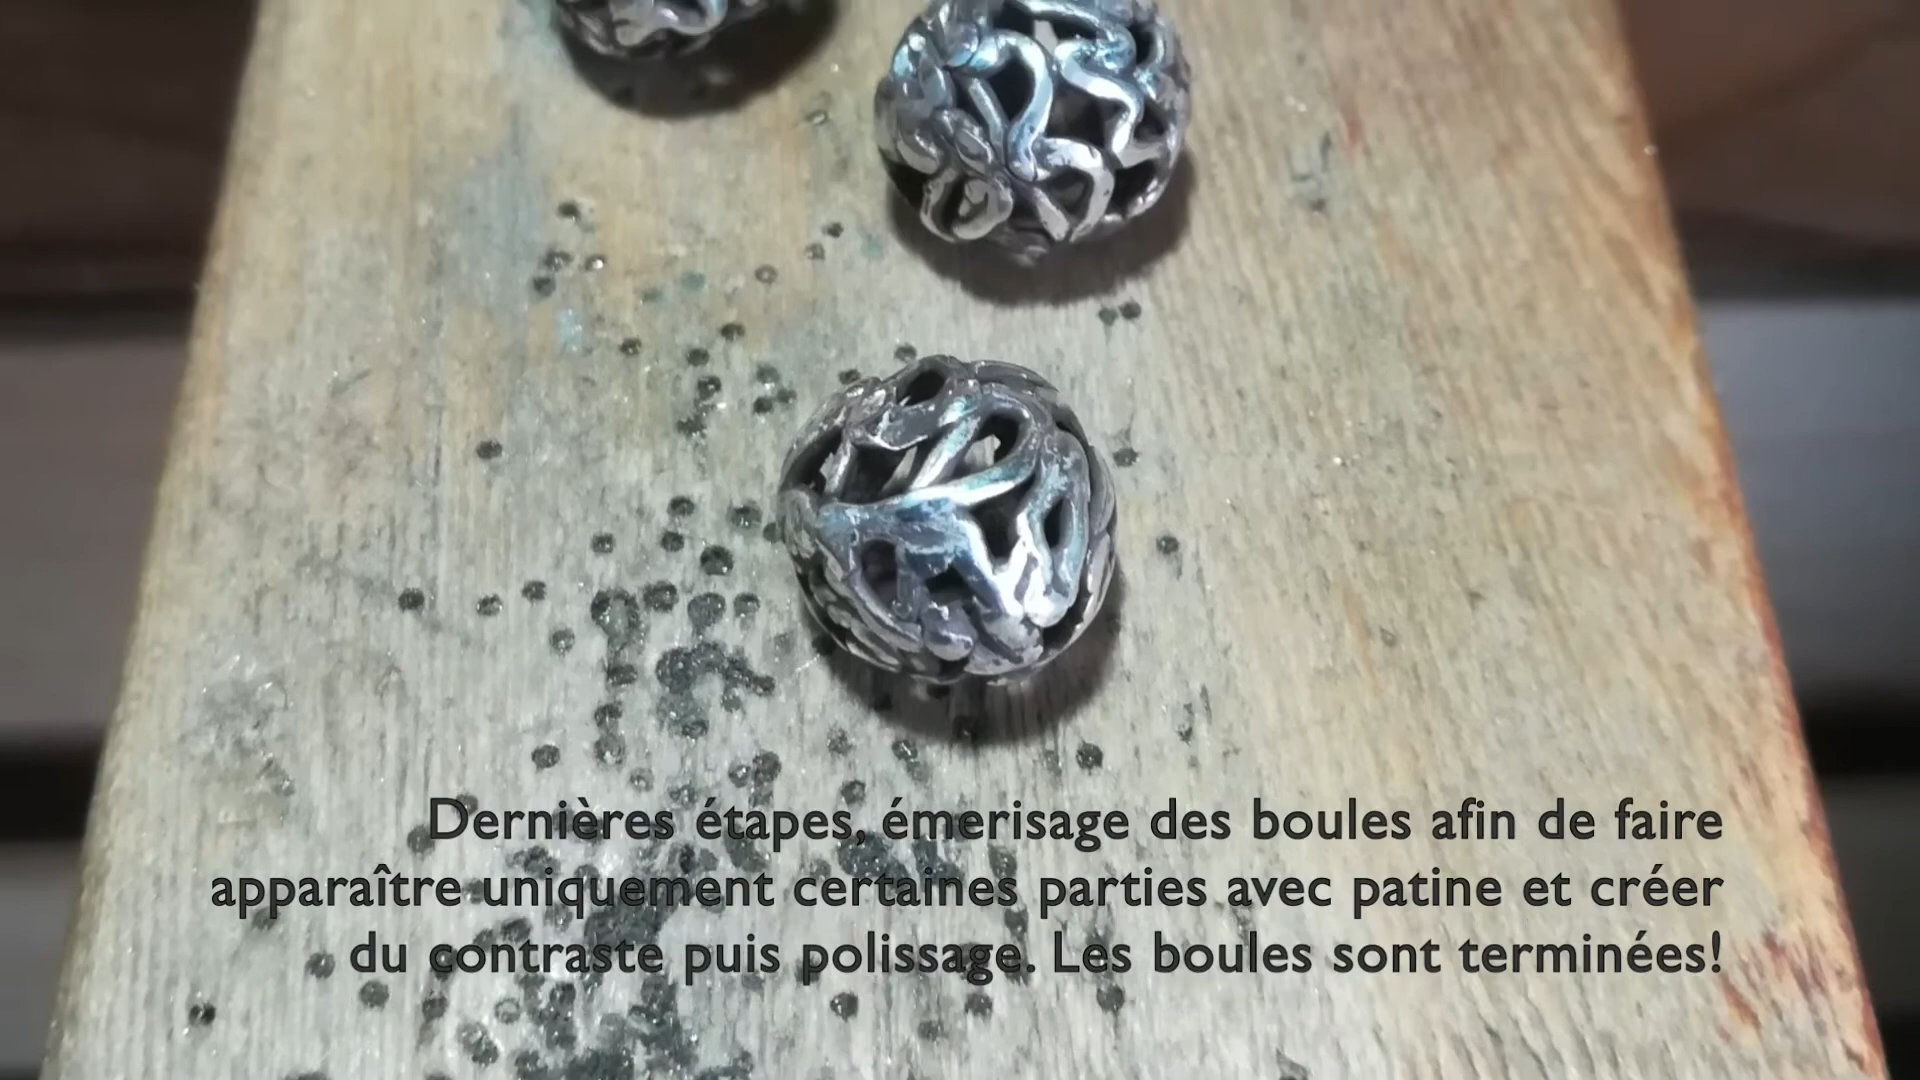 Dernières étapes, émerisage des boules afin de faire
apparaître uniquement certaines parties avec patine et créer
du contraste puis polissage. Les boules sont terminées!